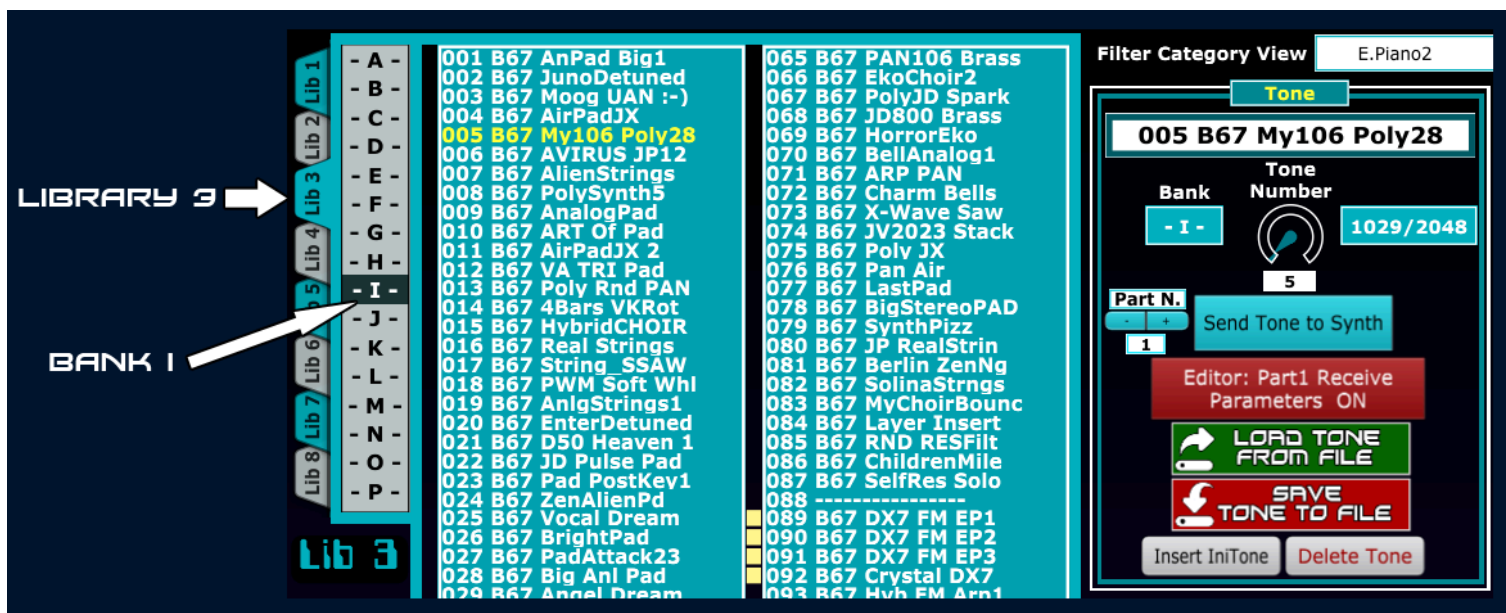 LIBRARY 3
BANK I
Lib 1
Lib 2
Lib 3
Lib 4
5
Lib 6
Lib 7
Lib 8
Lib 3
- A -
- B -
- C -
- D -
- E -
- F -
- G -
- H -
- I -
- J -
- K -
- L -
- M -
- N -
- O -
- P -
001 B67 AnPad Big1
002 B67 JunoDetuned
003 B67 Moog UAN :-)
004 B67 AirPadJX
005 B67 My106 Poly28
006 B67 AVIRUS JP12
007 B67 AlienStrings
008 B67 PolySynth5
009 B67 AnalogPad
010 B67 ART Of Pad
011 B67 AirPadJX 2
012 B67 VA TRI Pad
013 B67 Poly Rnd PAN
014 B67 4Bars VKRot
015 B67 HybridCHOIR
016 B67 Real Strings
017 B67 String_SSAW
018 B67 PWM Soft Whl
019 B67 AnlgStrings1
020 B67 EnterDetuned
021 B67 D50 Heaven 1
022 B67 JD Pulse Pad
023 B67 Pad PostKey1
024 B67 ZenAlienPd
025 B67 Vocal Dream
026 B67 BrightPad
027 B67 PadAttack23
028 B67 Big Anl Pad
029 B67 Angel Dream
065 B67 PAN106 Brass
066 B67 EkoChoir2
067 B67 PolyJD Spark
068 B67 JD800 Brass
069 B67 HorrorEko
070 B67 BellAnalog1
071 B67 ARP PAN
072 B67 Charm Bells
073 B67 X-Wave Saw
074 B67 JV2023 Stack
075 B67 Poly JX
076 B67 Pan Air
077 B67 LastPad
078 B67 BigStereoPAD
079 B67 SynthPizz
080 B67 JP RealStrin
081 B67 Berlin ZenNg
082 B67 SolinaStrngs
083 B67 MyChoirBounc
084 B67 Layer Insert
085 B67 RND RESFilt
086 B67 ChildrenMile
087 B67 SelfRes Solo
088 ----------------
089 B67 DX7 FM EP1
090 B67 DX7 FM EP2
091 B67 DX7 FM EP3
092 B67 Crystal DX7
093 B67 Hyb FM Arp1
Filter Category View E.Piano2
Tone
005 B67 My106 Poly28
Tone
Bank Number
- I - 1029/2048
5
Part N.
- +
1
Send Tone to Synth
Editor: Part1 Receive
Parameters ON
LOAD TONE
FROM FILE
SAVE
TONE TO FILE
Insert IniTone Delete Tone